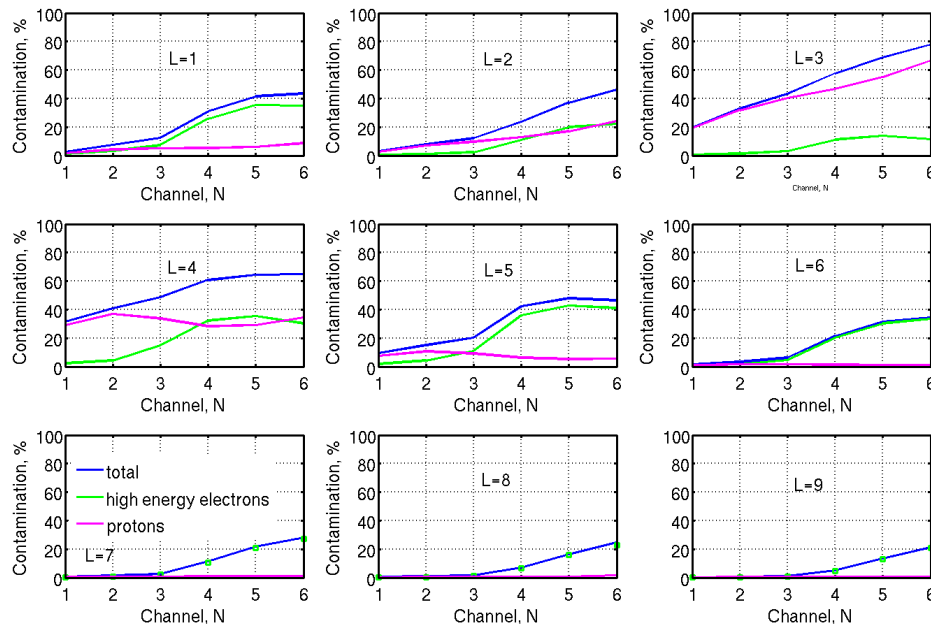 Contamination, %
100
80
60
40
20
0
L=1
1 2 3 4 5 6
Channel, N
Contamination, %
100
80
60
40
20
0
L=2
1 2 3 4 5 6
Channel, N
Contamination, %
100
80
60
40
20
0
L=3
1 2 3 4 5 6
Channel, N
Contamination, %
100
80
60
40
20
0
L=4
1 2 3 4 5 6
Channel, N
Contamination, %
100
80
60
40
20
0
L=5
1 2 3 4 5 6
Channel, N
Contamination, %
100
80
60
40
20
0
L=6
1 2 3 4 5 6
Channel, N
Contamination, %
100
80
60
40
20
0
total
high energy electrons
protons
L=7
1 2 3 4 5 6
Channel, N
Contamination, %
100
80
60
40
20
0
L=8
1 2 3 4 5 6
Channel, N
Contamination, %
100
80
60
40
20
0
L=9
1 2 3 4 5 6
Channel, N